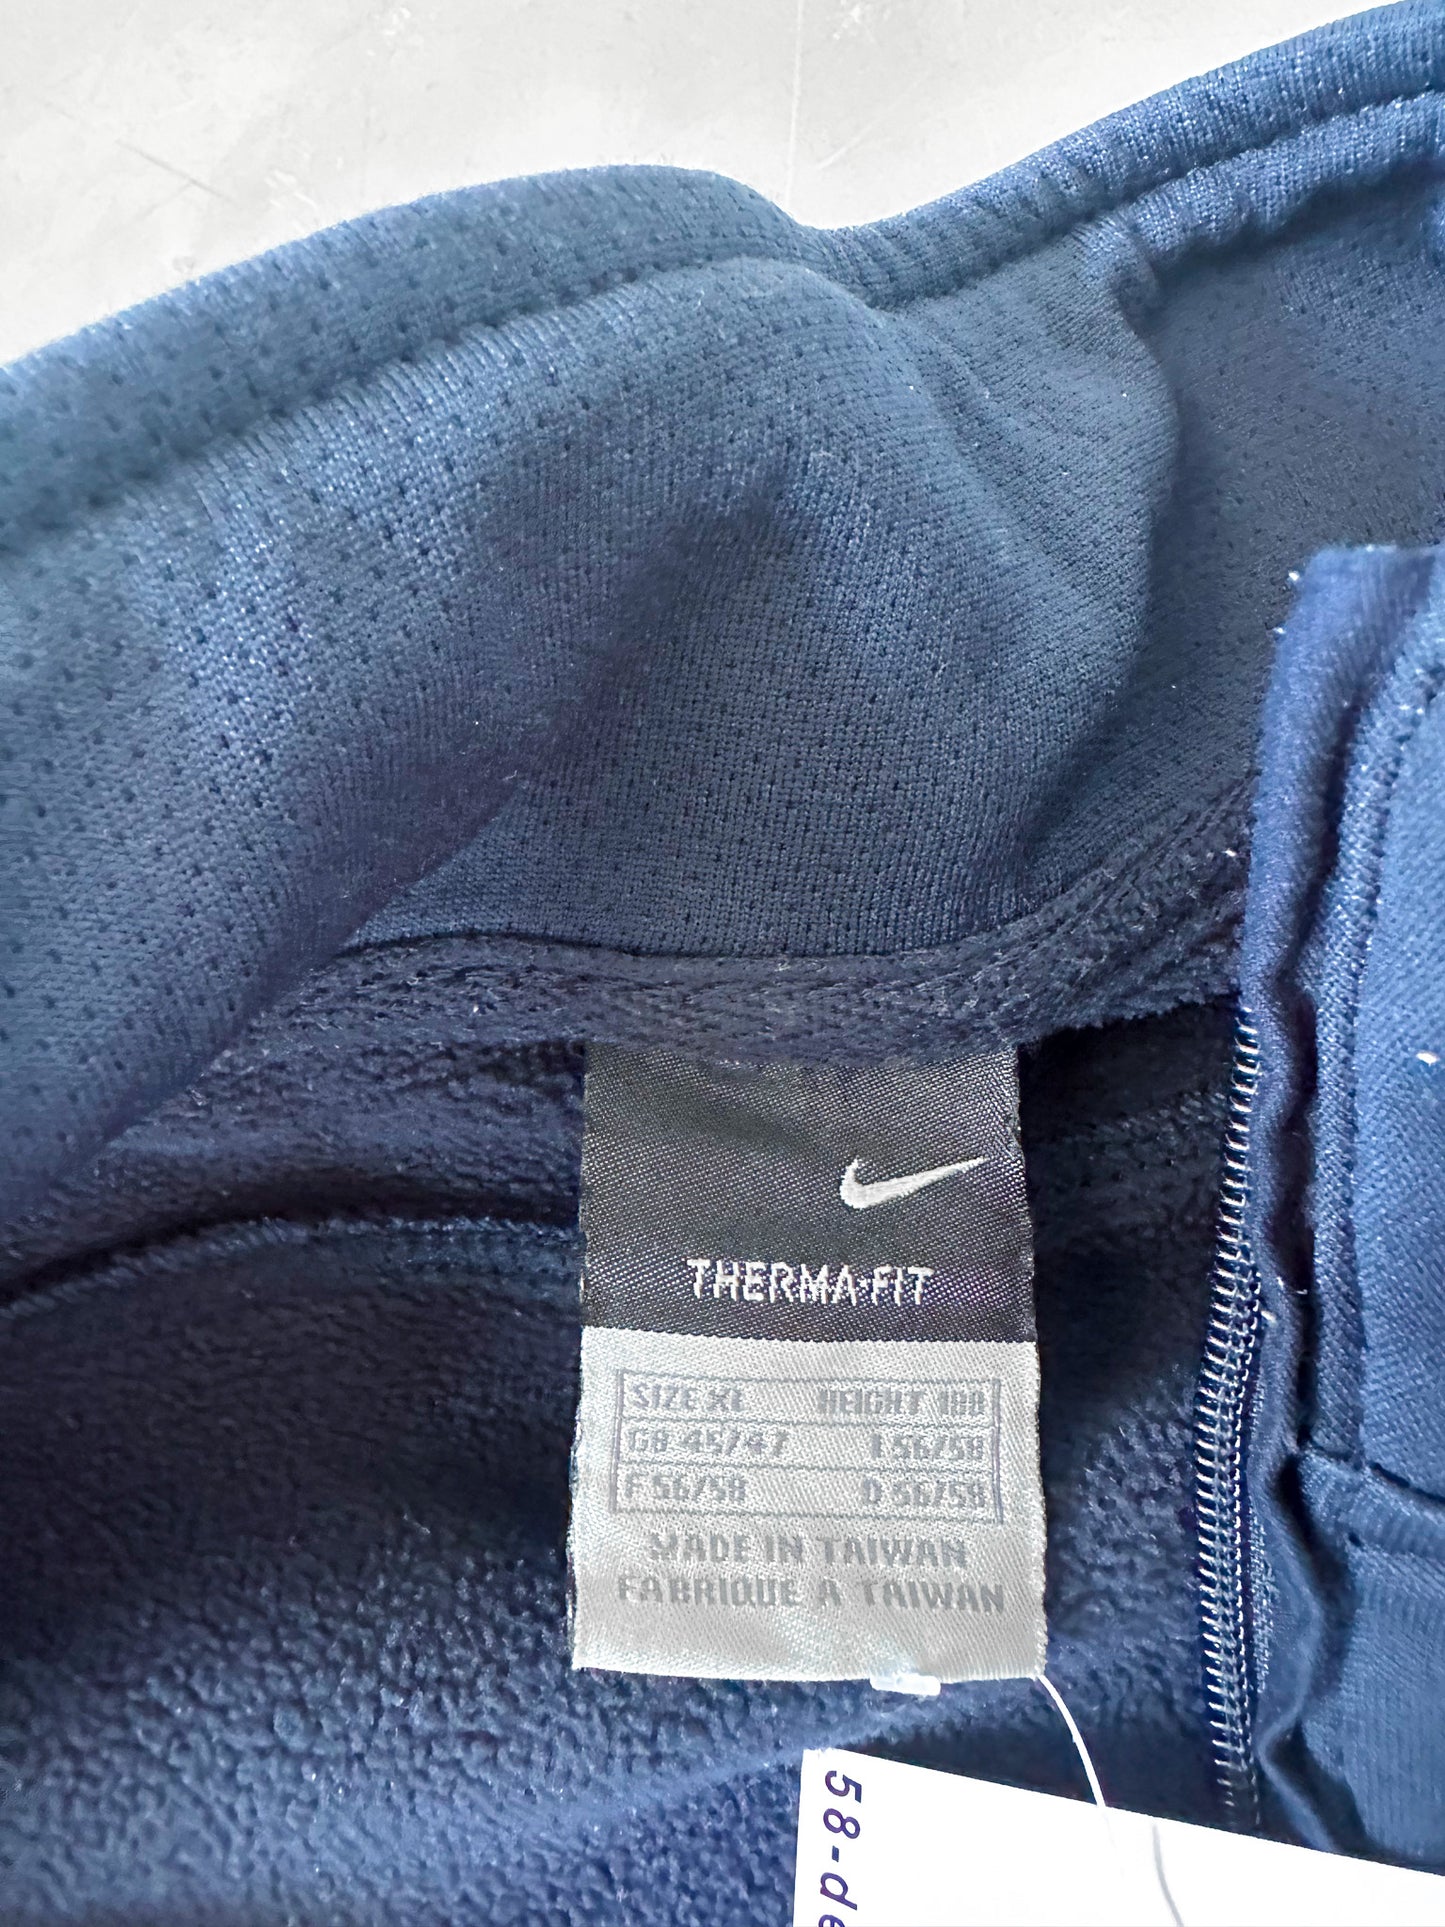 THERMA-FIT
SIZE XL HEIGHT 188
GB 45/47 I 56/58
F 56/58 D 56/58
MADE IN TAIWAN
FABRIQUE A TAIWAN
58-de